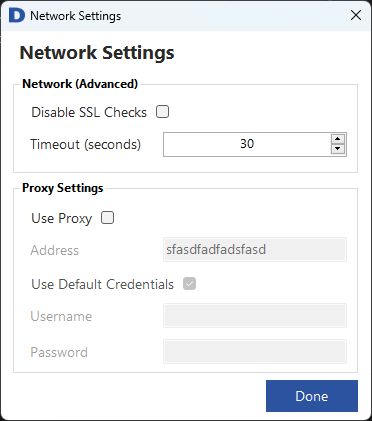 D Network Settings
Network Settings
Network (Advanced)
Disable SSL Checks
Timeout (seconds) 30
Proxy Settings
Use Proxy
Address sfasdfadfadsfasd
Use Default Credentials
Username
Password
Done